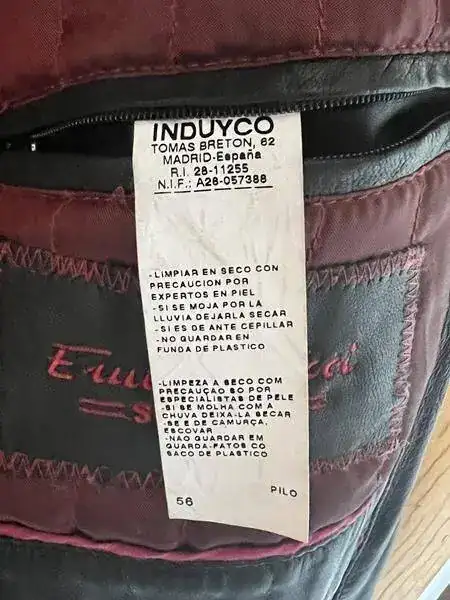 INDUYCO
TOMAS BRETON, 62
MADRID-España
R.I. 28-11255
N.I.F.: A28-057388
-LIMPIAR EN SECO CON
PRECAUCION POR
EXPERTOS EN PIEL
-SI SE MOJA POR LA
LLUVIA DEJARLA SECAR
-SI ES DE ANTE CEPILLAR
-NO GUARDAR EN
FUNDA DE PLASTICO
-LIMPEZA A SECO COM
PRECAUÇÃO SO POR
ESPECIALISTAS DE PELE
-SI SE MOLHA COM A
CHUVA DEIXA-LA SECAR
-SE E DE CAMURÇA,
ESCOVAR
-NÃO GUARDAR EM
GUARDA-FATOS CO
SACO DE PLASTICO
56 PILO